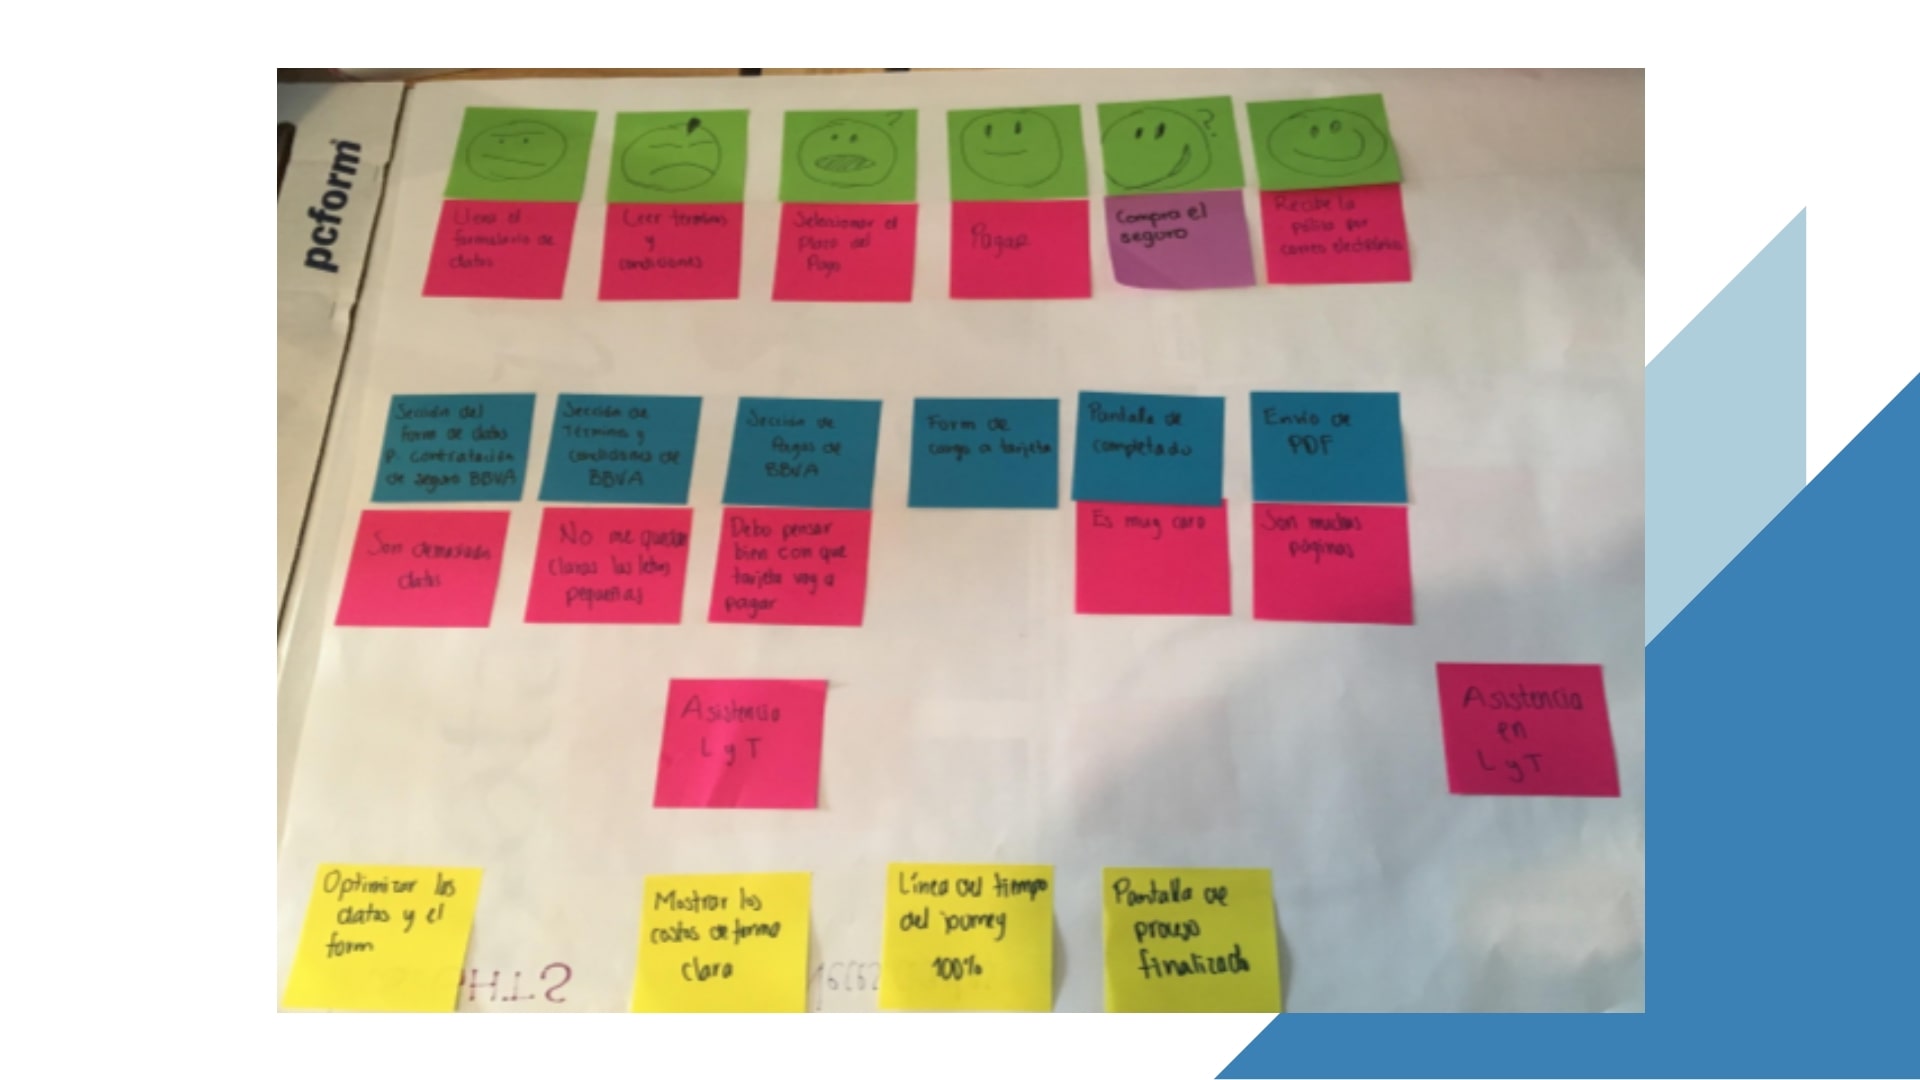 pcform
?
?
Llena el
formulario de
datos
Leer términos
y
condiciones
Seleccionar el
plazo del
Pago
Pagar
Compra el
seguro
Recibe la
póliza por
correo electrónico
Sección del
Form de datos
p. contratación
de seguro BBVA
Sección de
Términos y
condiciones de
BBVA
Sección de
Pagos de
BBVA
Form de
cargo a tarjeta
Pantalla de
completado
Envío de
PDF
Son demasiados
datos
No me quedan
claras las letras
pequeñas
Debo pensar
bien con que
tarjeta voy a
pagar
Es muy caro
Son muchas
páginas
Asistencia
L y T
Asistencia
en
L y T
Optimizar los
datos y el
form
Mostrar los
costos de forma
clara
Línea del tiempo
del journey
100%
Pantalla de
proceso
finalizado